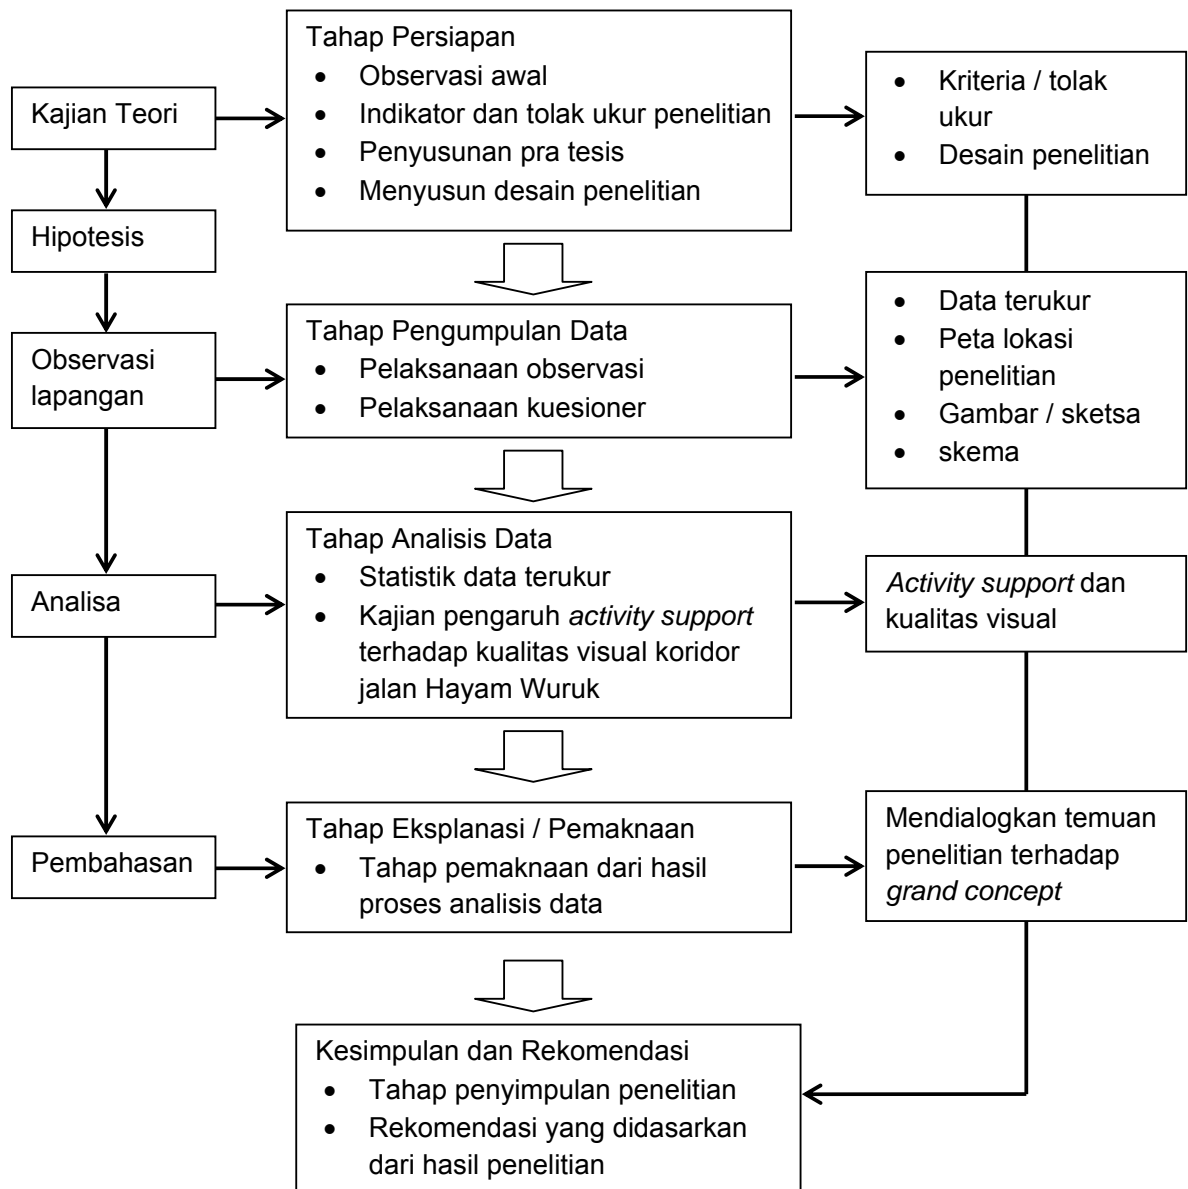 Kajian Teori
Tahap Persiapan
• Observasi awal
• Indikator dan tolak ukur penelitian
• Penyusunan pra tesis
• Menyusun desain penelitian
• Kriteria / tolak
ukur
• Desain penelitian
Hipotesis
Observasi
lapangan
Tahap Pengumpulan Data
• Pelaksanaan observasi
• Pelaksanaan kuesioner
• Data terukur
• Peta lokasi
penelitian
• Gambar / sketsa
• skema
Analisa
Tahap Analisis Data
• Statistik data terukur
• Kajian pengaruh activity support
terhadap kualitas visual koridor
jalan Hayam Wuruk
Activity support dan
kualitas visual
Pembahasan
Tahap Eksplanasi / Pemaknaan
• Tahap pemaknaan dari hasil
proses analisis data
Mendialogkan temuan
penelitian terhadap
grand concept
Kesimpulan dan Rekomendasi
• Tahap penyimpulan penelitian
• Rekomendasi yang didasarkan
dari hasil penelitian